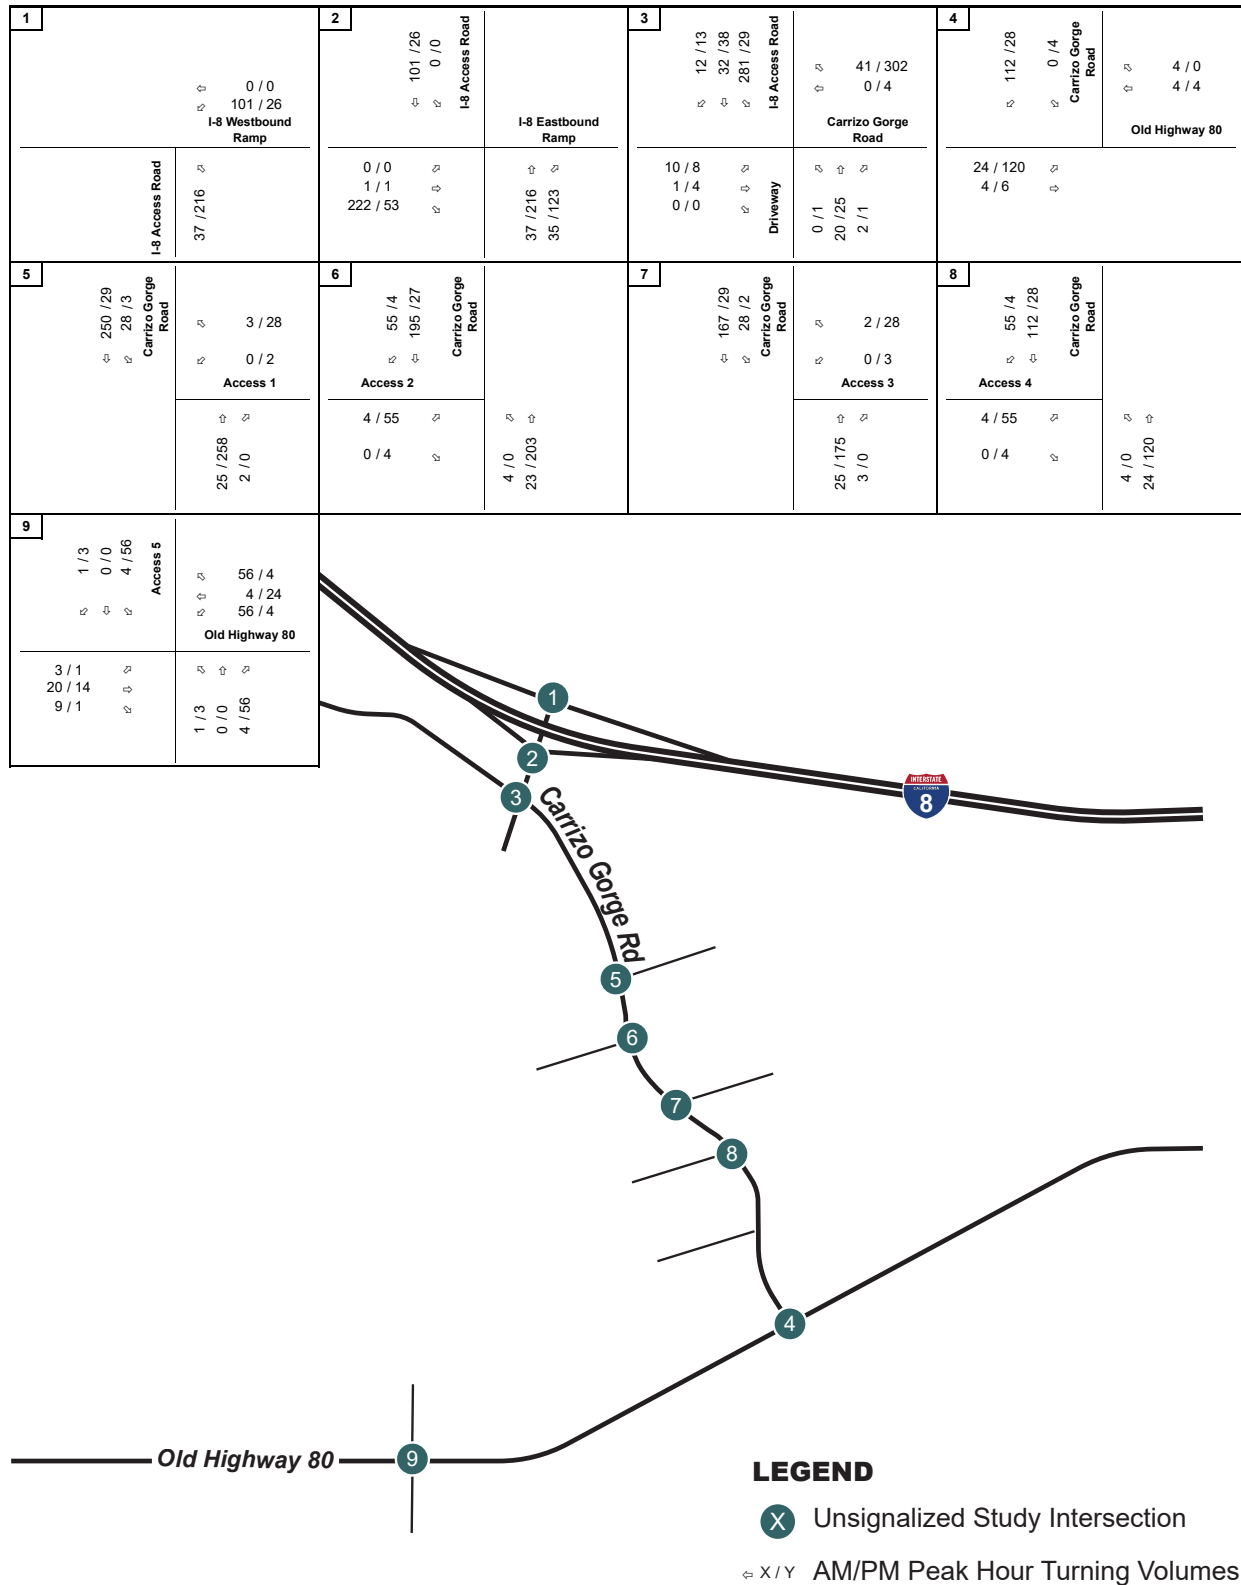 1
0 / 0
101 / 26
I-8 Westbound
Ramp
I-8 Access Road
37 / 216
2
101 / 26
0 / 0
I-8 Access Road
I-8 Eastbound
Ramp
0 / 0
1 / 1
222 / 53
37 / 216
35 / 123
3
12 / 13
32 / 38
281 / 29
I-8 Access Road
41 / 302
0 / 4
Carrizo Gorge
Road
10 / 8
1 / 4
0 / 0
Driveway
0 / 1
20 / 25
2 / 1
4
112 / 28
0 / 4
Carrizo Gorge
Road
4 / 0
4 / 4
Old Highway 80
24 / 120
4 / 6
5
250 / 29
28 / 3
Carrizo Gorge
Road
3 / 28
0 / 2
Access 1
25 / 258
2 / 0
6
55 / 4
195 / 27
Carrizo Gorge
Road
Access 2
4 / 55
0 / 4
4 / 0
23 / 203
7
167 / 29
28 / 2
Carrizo Gorge
Road
2 / 28
0 / 3
Access 3
25 / 175
3 / 0
8
55 / 4
112 / 28
Carrizo Gorge
Road
Access 4
4 / 55
0 / 4
4 / 0
24 / 120
9
1 / 3
0 / 0
4 / 56
Access 5
56 / 4
4 / 24
56 / 4
Old Highway 80
3 / 1
20 / 14
9 / 1
1 / 3
0 / 0
4 / 56
1
2
3
INTERSTATE
CALIFORNIA
8
Carrizo Gorge Rd
5
6
7
8
4
Old Highway 80
9
LEGEND
X Unsignalized Study Intersection
X / Y AM/PM Peak Hour Turning Volumes